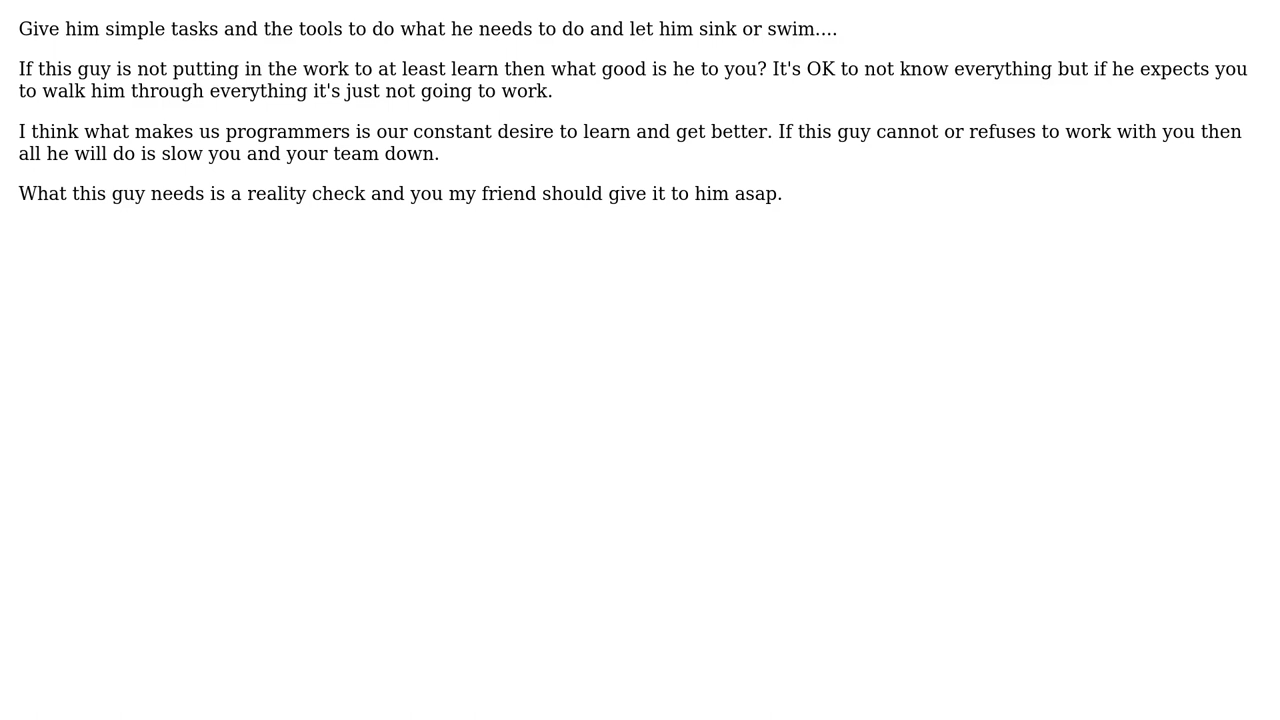 Give him simple tasks and the tools to do what he needs to do and let him sink or swim....
If this guy is not putting in the work to at least learn then what good is he to you? It's OK to not know everything but if he expects you
to walk him through everything it's just not going to work.
I think what makes us programmers is our constant desire to learn and get better. If this guy cannot or refuses to work with you then
all he will do is slow you and your team down.
What this guy needs is a reality check and you my friend should give it to him asap.